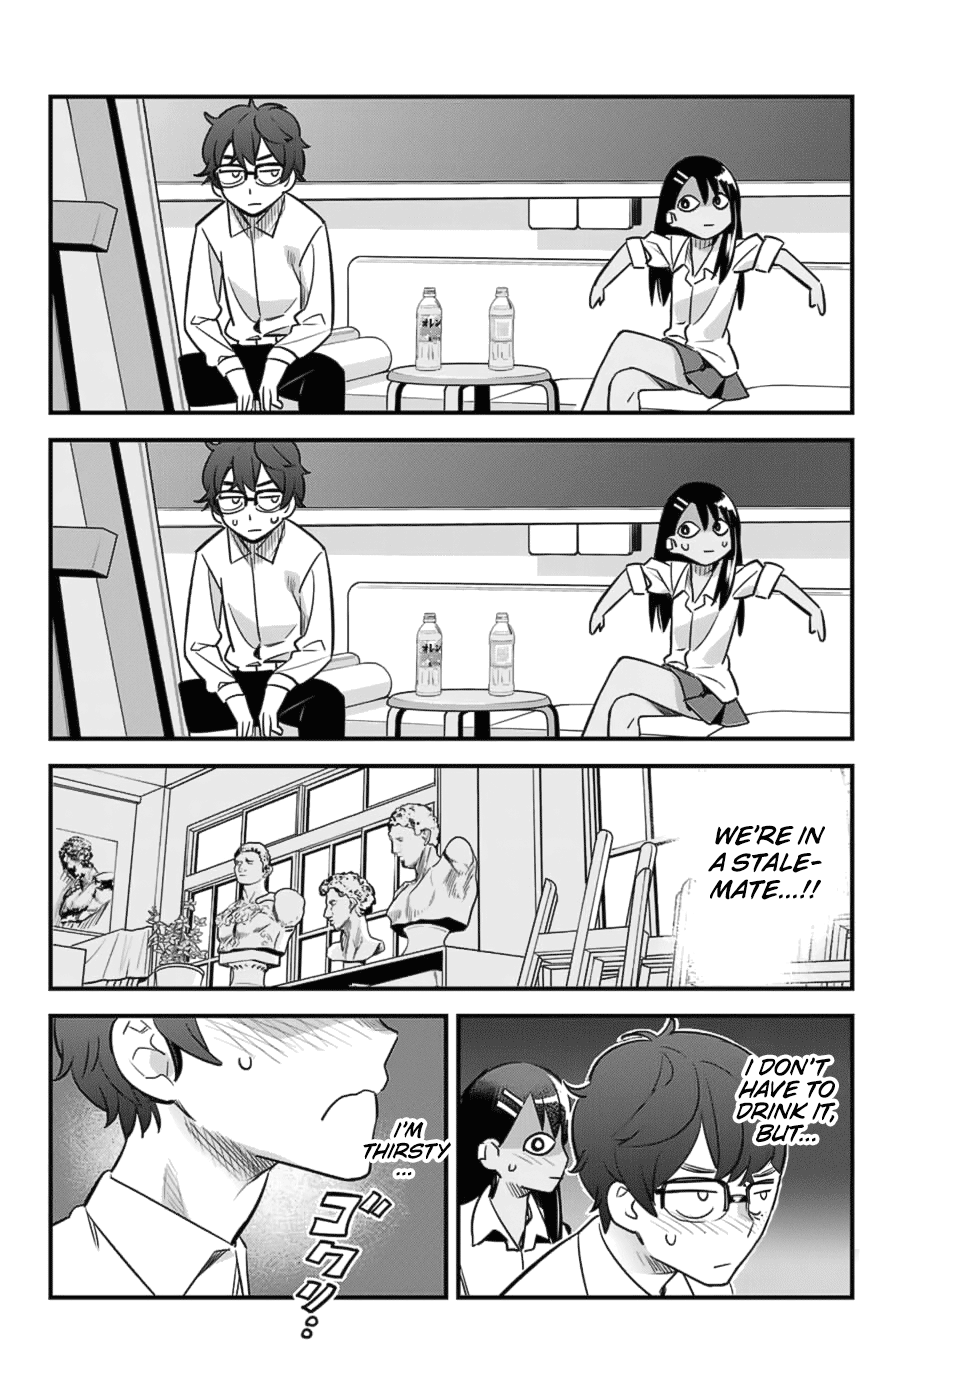 オレン
オレン
WE'RE IN
A STALE-
MATE...!!
I DON'T
HAVE TO
DRINK IT,
BUT...
I'M
THIRSTY
...
ゴクリ。